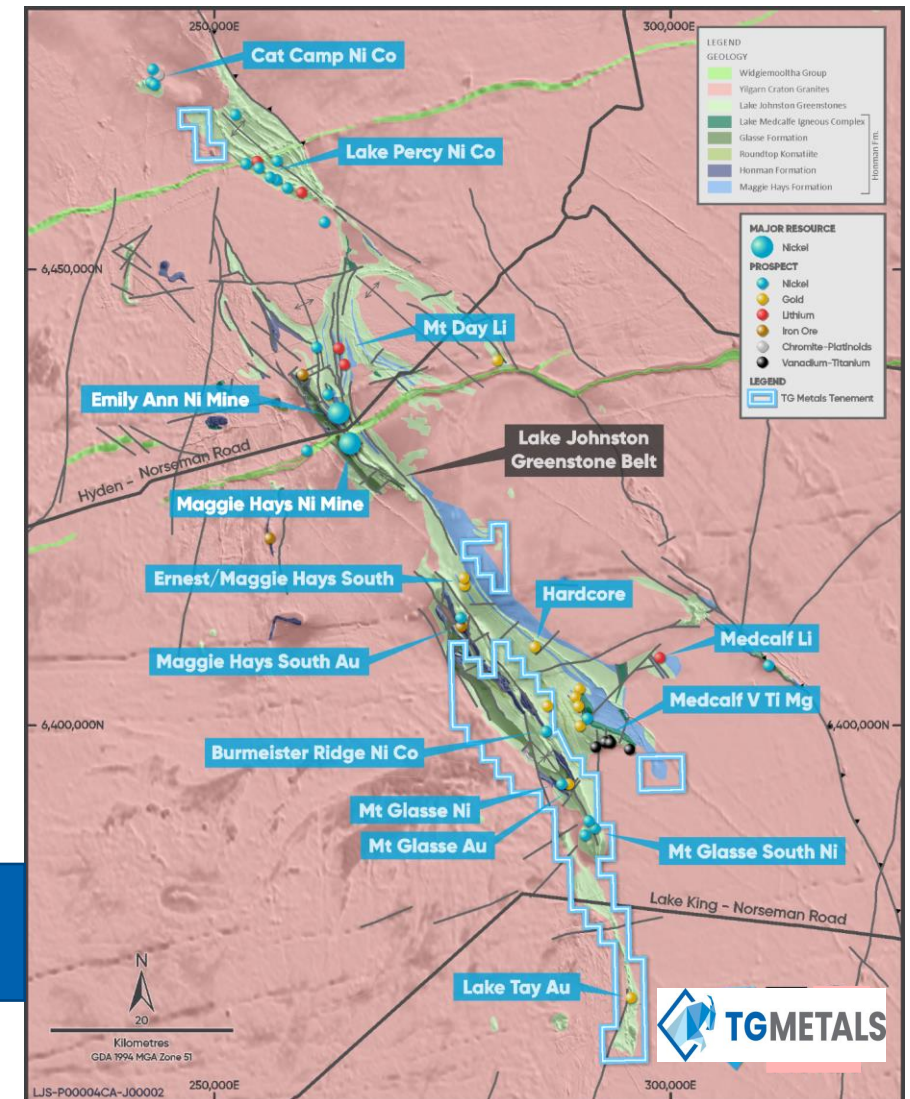 250,000E
300,000E
Cat Camp Ni Co
LEGEND
GEOLOGY
Widgiemooltha Group
Yilgarn Craton Granites
Lake Johnston Greenstones
Lake Medcalfe Igneous Complex
Glasse Formation
Roundtop Komatiite
Honman Formation
Maggie Hays Formation
Honman Fm.
Lake Percy Ni Co
MAJOR RESOURCE
Nickel
PROSPECT
Nickel
Gold
Lithium
Iron Ore
Chromite-Platinoids
Vanadium-Titanium
LEGEND
TG Metals Tenement
6,450,000N
Mt Day Li
Emily Ann Ni Mine
Lake Johnston
Greenstone Belt
Hyden - Norseman Road
Maggie Hays Ni Mine
Ernest/Maggie Hays South
Hardcore
Medcalf Li
Maggie Hays South Au
Medcalf V Ti Mg
6,400,000N
6,400,000N
Burmeister Ridge Ni Co
Mt Glasse Ni
Mt Glasse Au
Mt Glasse South Ni
Lake King - Norseman Road
N
Lake Tay Au
20
Kilometres
GDA 1994 MGA Zone 51
TGMETALS
250,000E
300,000E
LJS-P00004CA-J00002